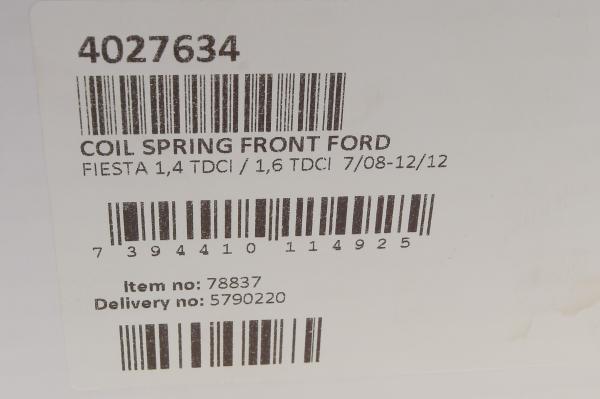 4027634
COIL SPRING FRONT FORD
FIESTA 1,4 TDCI / 1,6 TDCI 7/08-12/12
7 394410 114925
Item no: 78837
Delivery no: 5790220